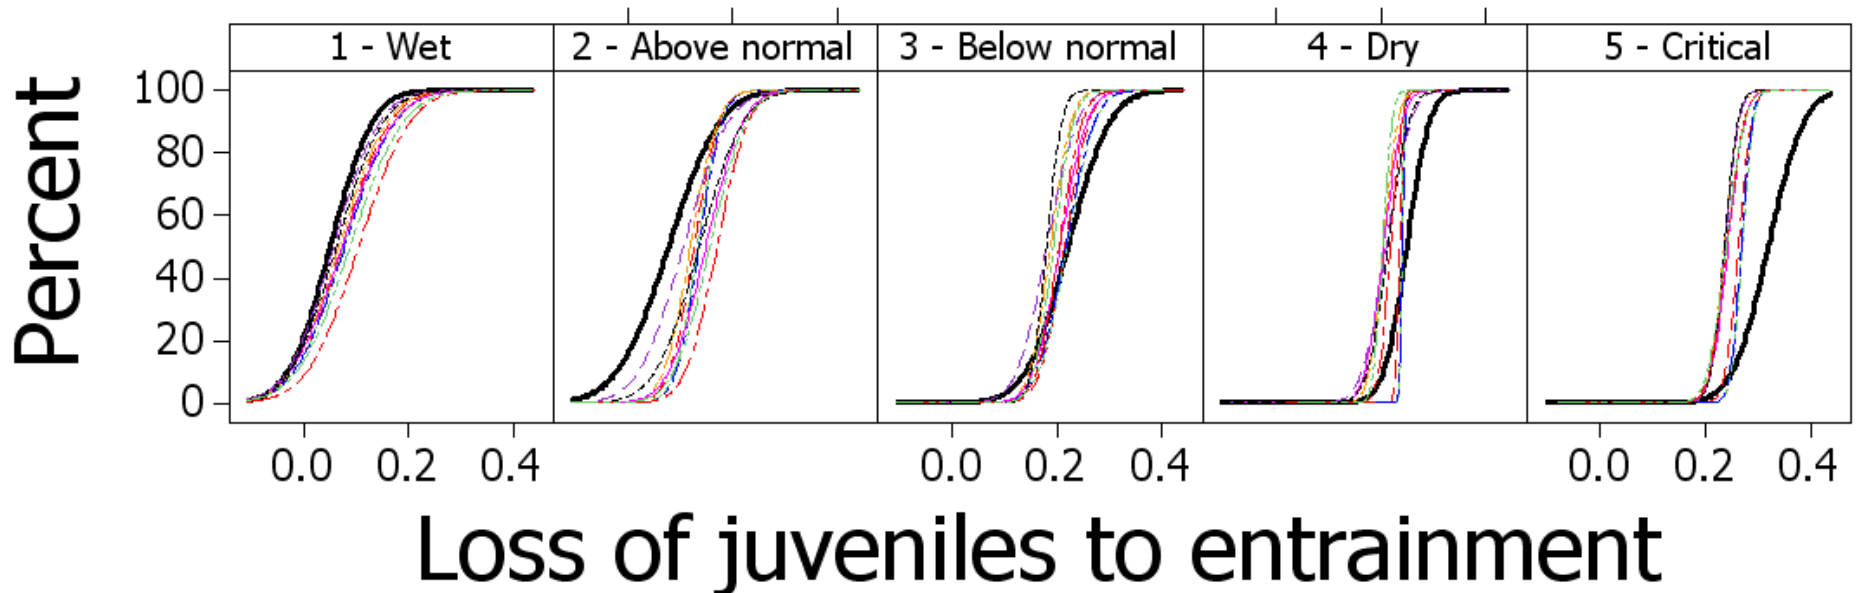 1 - Wet 2 - Above normal 3 - Below normal 4 - Dry 5 - Critical
Percent
100
80
60
40
20
0
0.0 0.2 0.4 0.0 0.2 0.4 0.0 0.2 0.4
Loss of juveniles to entrainment